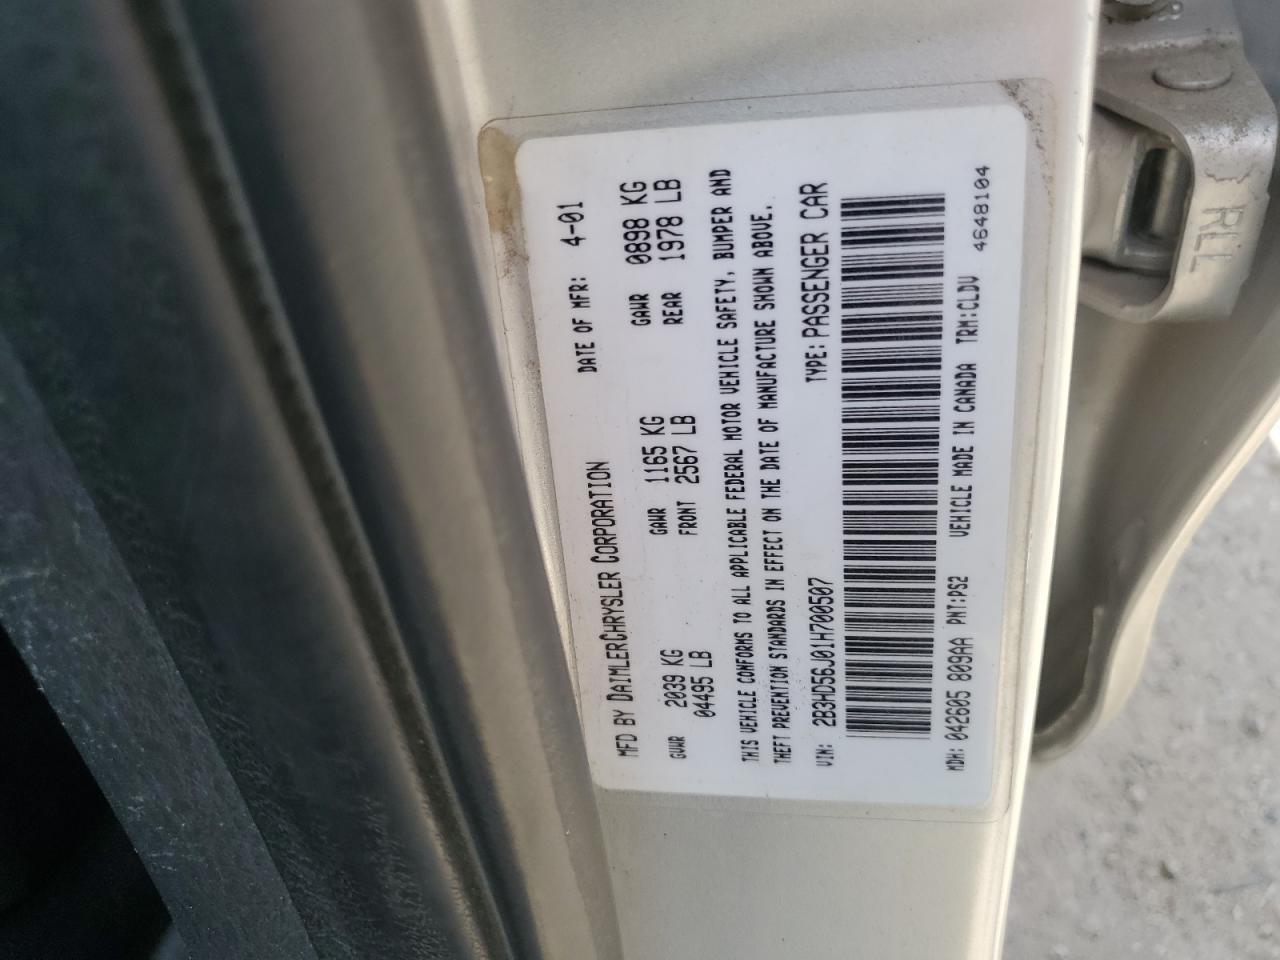 MFD BY DAIMLERCHRYSLER CORPORATION DATE OF MFR: 4-01
GVWR 2039 KG GAWR 1165 KG GAWR 0898 KG
04495 LB FRONT 2567 LB REAR 1978 LB
THIS VEHICLE CONFORMS TO ALL APPLICABLE FEDERAL MOTOR VEHICLE SAFETY, BUMPER AND
THEFT PREVENTION STANDARDS IN EFFECT ON THE DATE OF MANUFACTURE SHOWN ABOVE.
VIN: 2B3HD56J01H700507 TYPE: PASSENGER CAR
MDH: 042605 809AA PNT:PS2 VEHICLE MADE IN CANADA TRM:CLDV 4648104
RLL